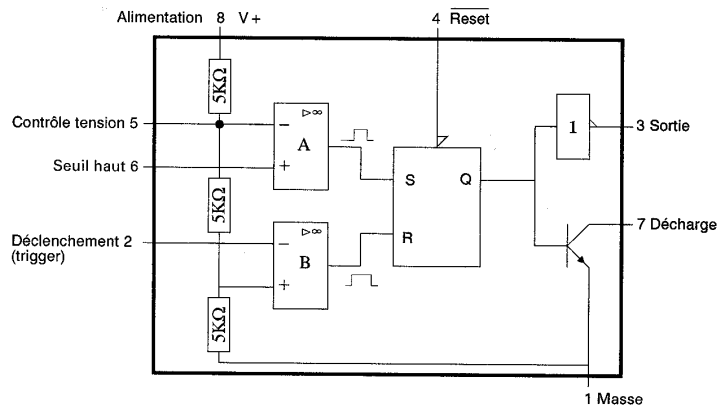 Alimentation 8 V+
4 Reset
5KΩ
Contrôle tension 5
▷∞
−
A
+
1
3 Sortie
Seuil haut 6
S Q
5KΩ
R
7 Décharge
Déclenchement 2
(trigger)
▷∞
−
B
+
5KΩ
1 Masse